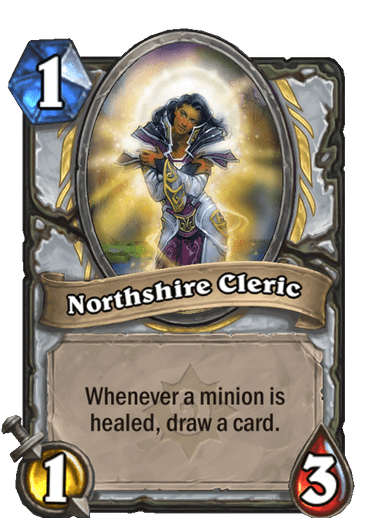 1
Northshire Cleric
Whenever a minion is
healed, draw a card.
1
3